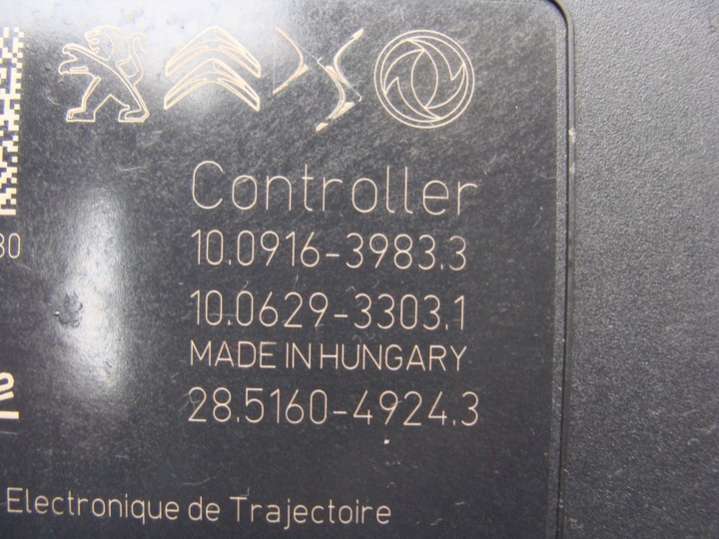 Controller
10.0916-3983.3
30
10.0629-3303.1
MADE IN HUNGARY
28.5160-4924.3
Electronique de Trajectoire